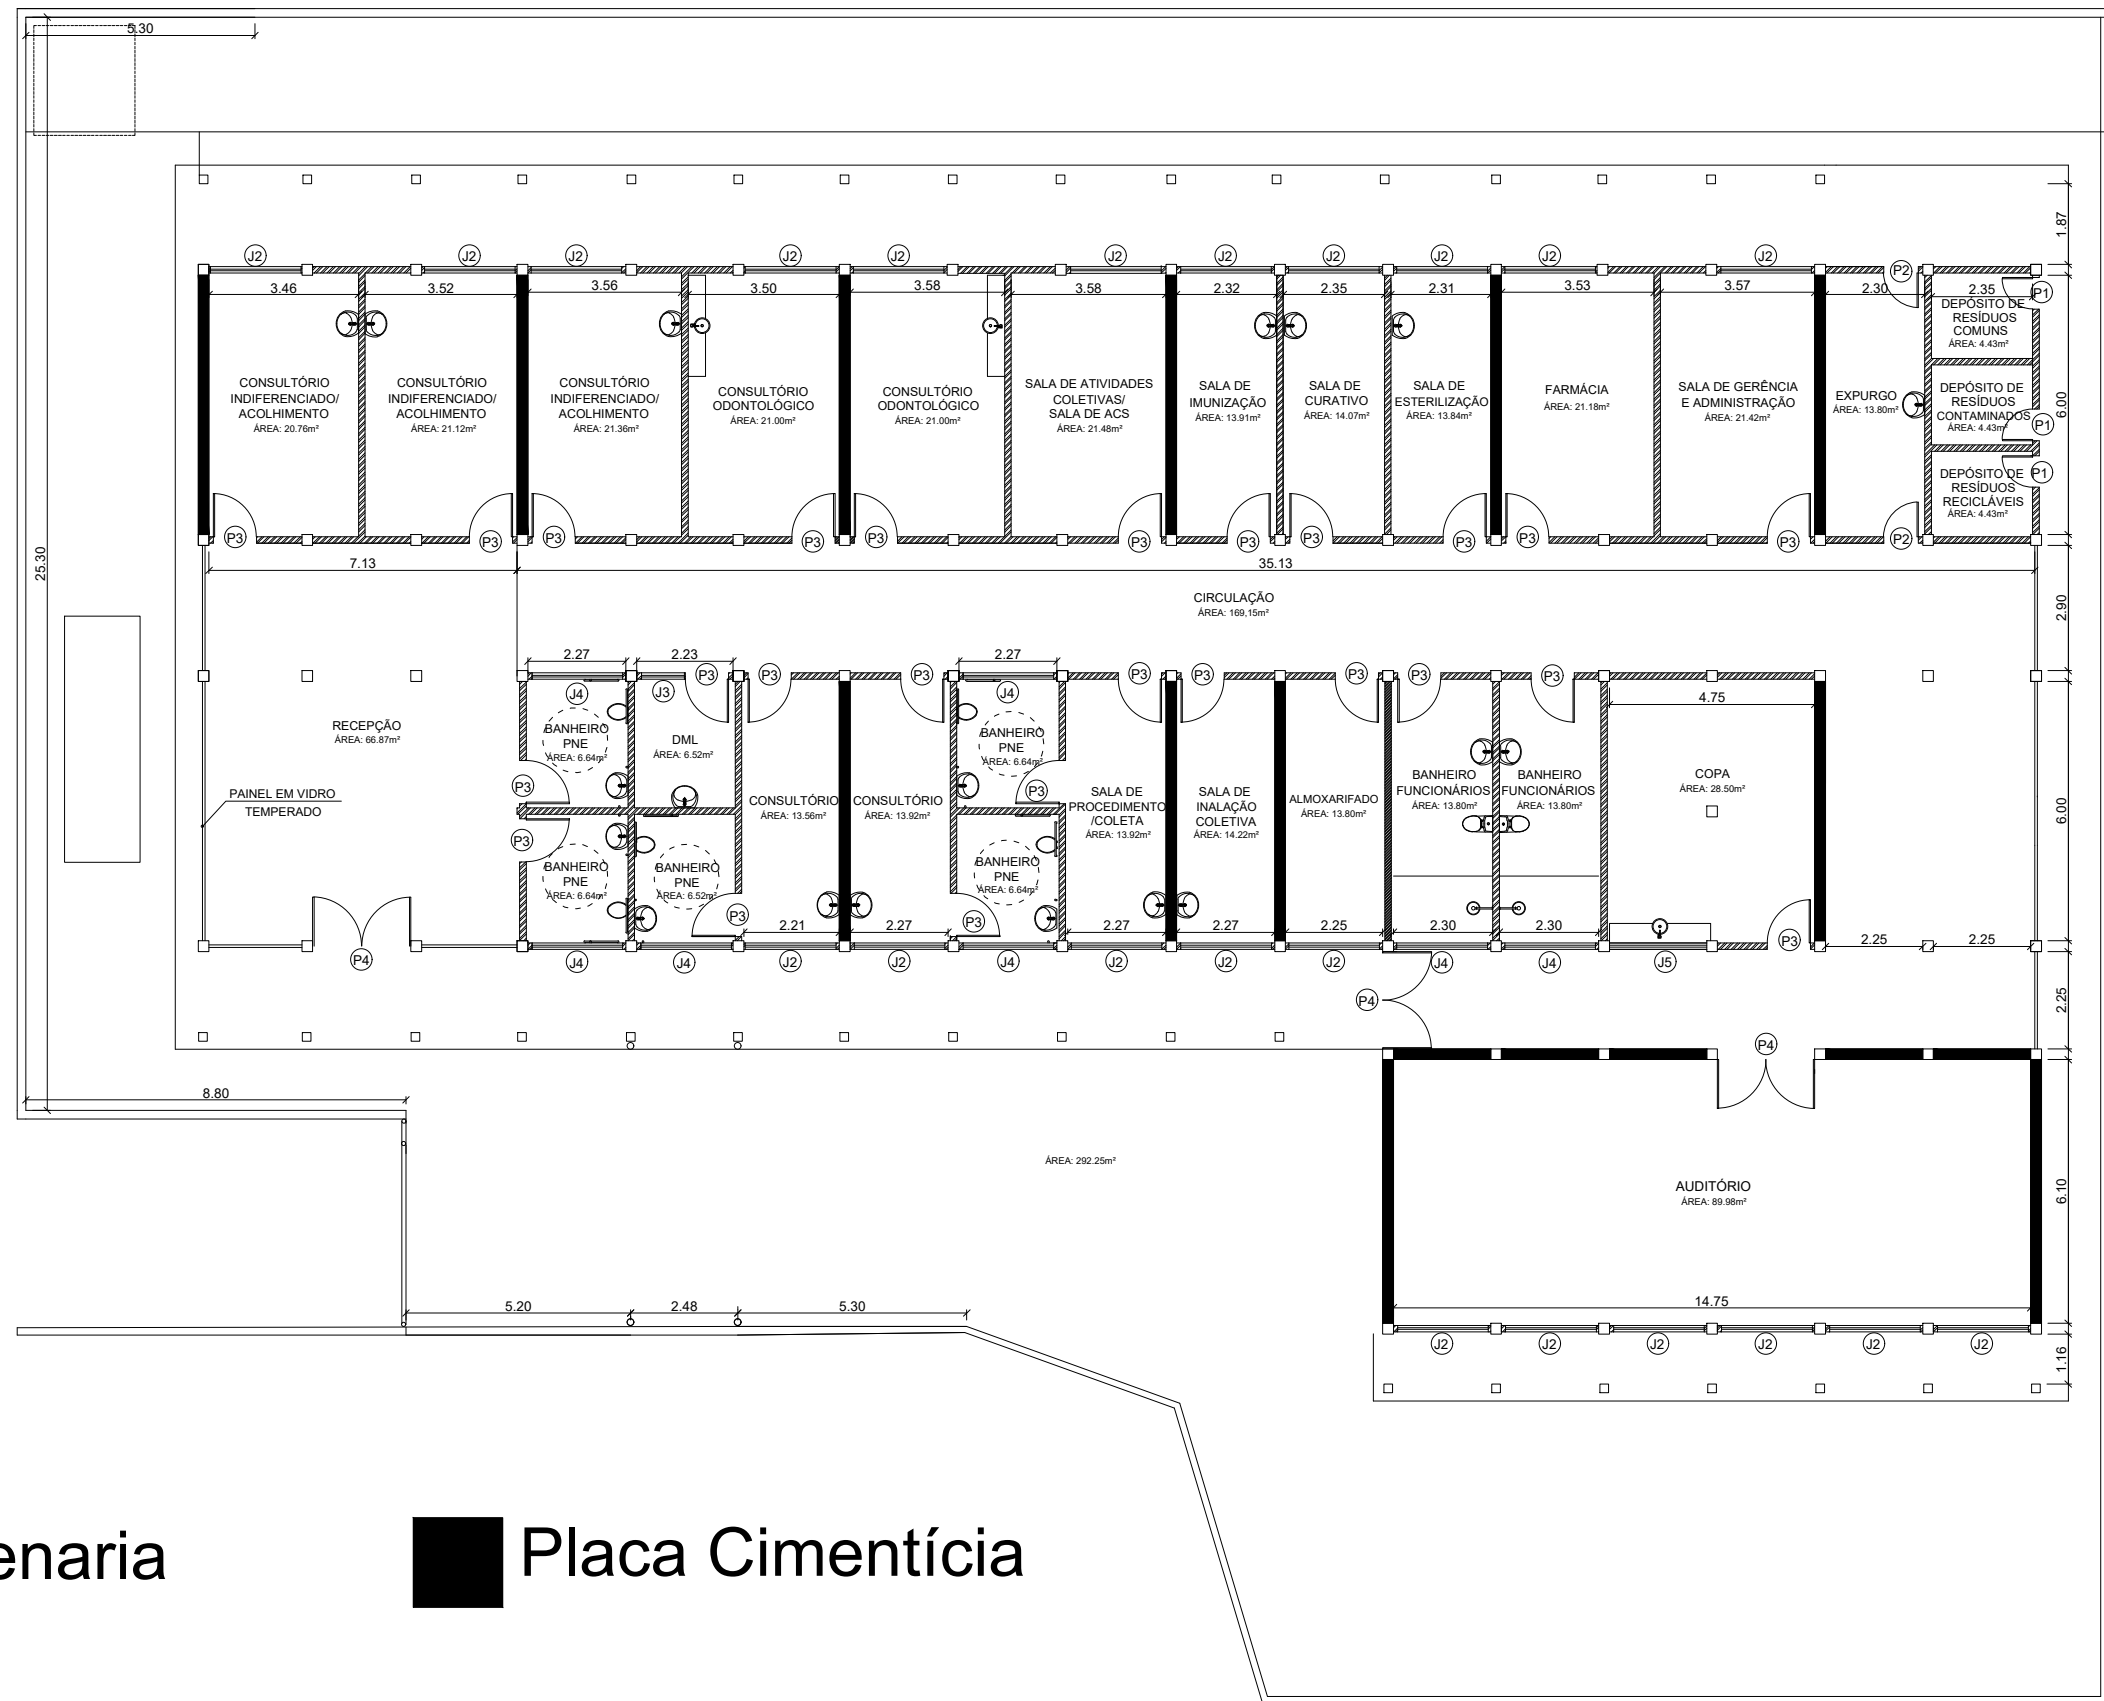 5.30
25.30
1.87
J2
J2
J2
J2
J2
J2
J2
J2
J2
J2
J2
P2
P1
3.46
3.52
3.56
3.50
3.58
3.58
2.32
2.35
2.31
3.53
3.57
2.30
2.35
DEPÓSITO DE
RESÍDUOS
COMUNS
ÁREA: 4.43m²
CONSULTÓRIO
INDIFERENCIADO/
ACOLHIMENTO
ÁREA: 20.76m²
CONSULTÓRIO
INDIFERENCIADO/
ACOLHIMENTO
ÁREA: 21.12m²
CONSULTÓRIO
INDIFERENCIADO/
ACOLHIMENTO
ÁREA: 21.36m²
CONSULTÓRIO
ODONTOLÓGICO
ÁREA: 21.00m²
CONSULTÓRIO
ODONTOLÓGICO
ÁREA: 21.00m²
SALA DE ATIVIDADES
COLETIVAS/
SALA DE ACS
ÁREA: 21.48m²
SALA DE
IMUNIZAÇÃO
ÁREA: 13.91m²
SALA DE
CURATIVO
ÁREA: 14.07m²
SALA DE
ESTERILIZAÇÃO
ÁREA: 13.84m²
FARMÁCIA
ÁREA: 21.18m²
SALA DE GERÊNCIA
E ADMINISTRAÇÃO
ÁREA: 21.42m²
EXPURGO
ÁREA: 13.80m²
DEPÓSITO DE
RESÍDUOS
CONTAMINADOS
ÁREA: 4.43m²
P1
6.00
DEPÓSITO DE
RESÍDUOS
RECICLÁVEIS
ÁREA: 4.43m²
P1
P3
P3
P3
P3
P3
P3
P3
P3
P3
P3
P3
P2
7.13
35.13
CIRCULAÇÃO
ÁREA: 169,15m²
2.90
2.27
2.23
2.27
J4
J3
P3
P3
P3
J4
P3
P3
P3
P3
P3
4.75
RECEPÇÃO
ÁREA: 66.87m²
PAINEL EM VIDRO
TEMPERADO
BANHEIRO
PNE
ÁREA: 6.64m²
DML
ÁREA: 6.52m²
BANHEIRO
PNE
ÁREA: 6.64m²
P3
P3
P3
CONSULTÓRIO
ÁREA: 13.56m²
CONSULTÓRIO
ÁREA: 13.92m²
SALA DE
PROCEDIMENTO
/COLETA
ÁREA: 13.92m²
SALA DE
INALAÇÃO
COLETIVA
ÁREA: 14.22m²
ALMOXARIFADO
ÁREA: 13.80m²
BANHEIRO
FUNCIONÁRIOS
ÁREA: 13.80m²
BANHEIRO
FUNCIONÁRIOS
ÁREA: 13.80m²
COPA
ÁREA: 28.50m²
6.00
BANHEIRO
PNE
ÁREA: 6.64m²
BANHEIRO
PNE
ÁREA: 6.52m²
BANHEIRO
PNE
ÁREA: 6.64m²
P3
P3
P3
2.21
2.27
2.27
2.27
2.25
2.30
2.30
2.25
2.25
P4
J4
J4
J2
J2
J4
J2
J2
J2
J4
J4
J5
P4
2.25
P4
8.80
ÁREA: 292.25m²
AUDITÓRIO
ÁREA: 89.98m²
6.10
5.20
2.48
5.30
14.75
J2
J2
J2
J2
J2
J2
1.16
enaria
Placa Cimentícia